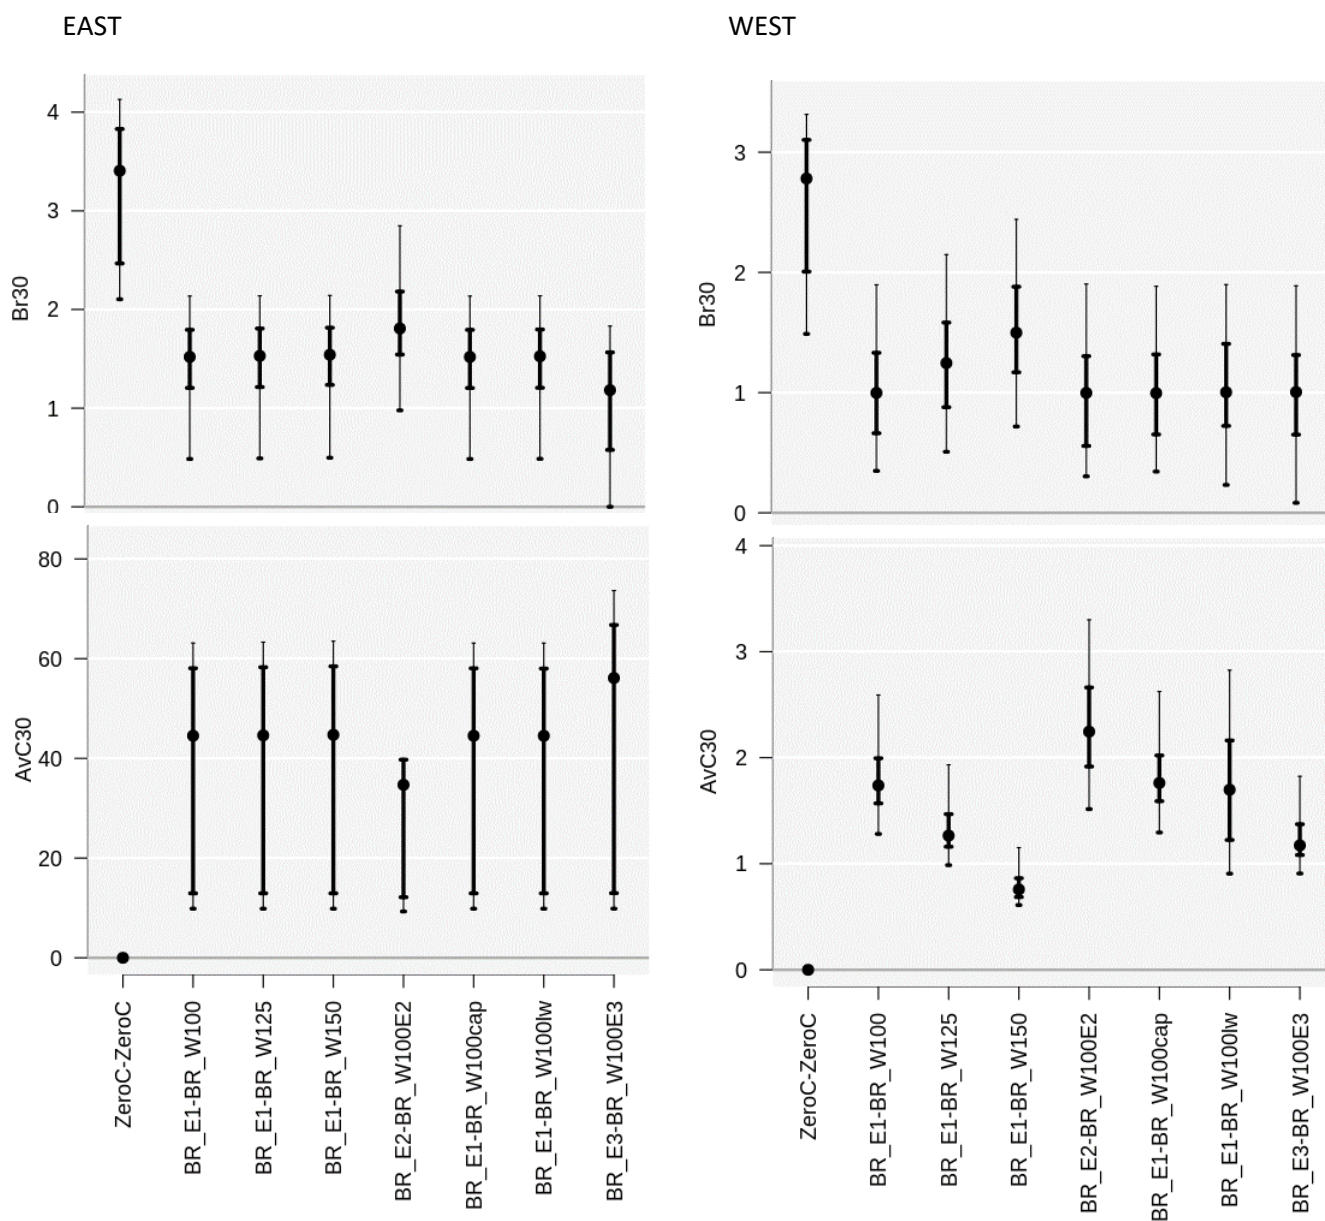 EAST
WEST
Br30
4
3
2
1
0
Br30
3
2
1
0
AvC30
80
60
40
20
0
AvC30
4
3
2
1
0
ZeroC-ZeroC
BR_E1-BR_W100
BR_E1-BR_W125
BR_E1-BR_W150
BR_E2-BR_W100E2
BR_E1-BR_W100cap
BR_E1-BR_W100lw
BR_E3-BR_W100E3
ZeroC-ZeroC
BR_E1-BR_W100
BR_E1-BR_W125
BR_E1-BR_W150
BR_E2-BR_W100E2
BR_E1-BR_W100cap
BR_E1-BR_W100lw
BR_E3-BR_W100E3